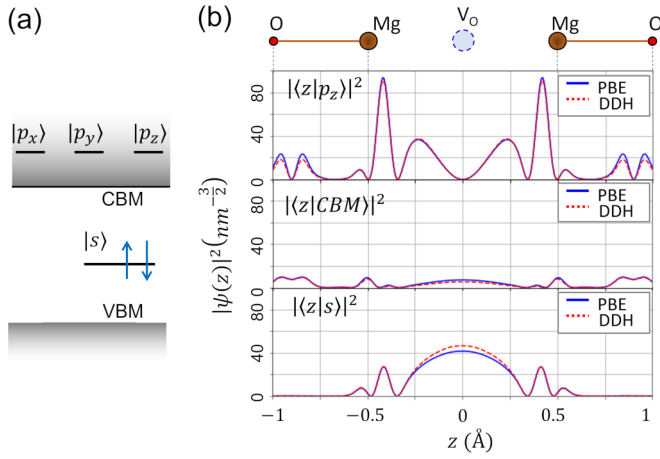 (a)
|pₓ⟩ |p_y⟩ |p_z⟩
CBM
|s⟩
VBM
(b)
O Mg V_O Mg O
|⟨z|p_z⟩|²
PBE
DDH
|⟨z|CBM⟩|²
PBE
DDH
|⟨z|s⟩|²
PBE
DDH
|ψ(z)|² (nm^{-3/2})
80
40
0
80
40
0
80
40
0
−1 −0.5 0 0.5 1
z (Å)